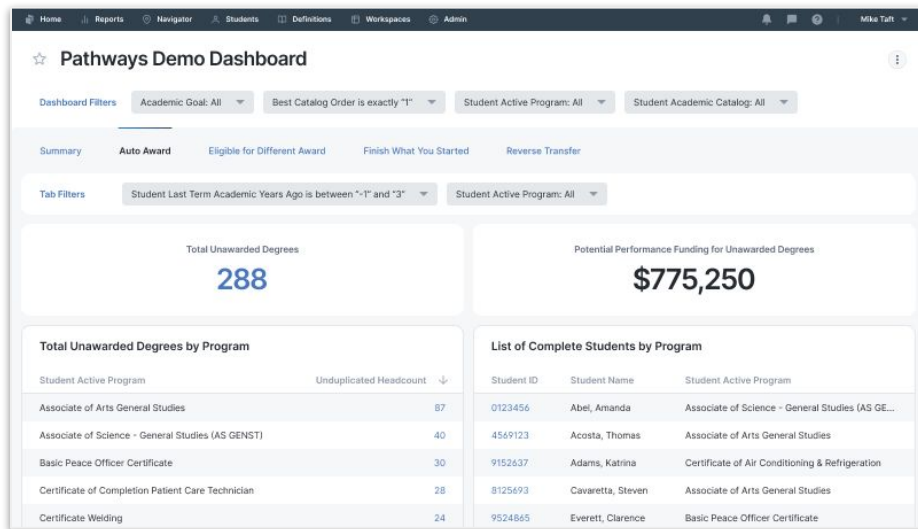 Home Reports Navigator Students Definitions Workspaces Admin Mike Taft
Pathways Demo Dashboard
Dashboard Filters Academic Goal: All Best Catalog Order is exactly "1" Student Active Program: All Student Academic Catalog: All
Summary Auto Award Eligible for Different Award Finish What You Started Reverse Transfer
Tab Filters Student Last Term Academic Years Ago is between "-1" and "3" Student Active Program: All
Total Unawarded Degrees
288
Potential Performance Funding for Unawarded Degrees
$775,250
Total Unawarded Degrees by Program
Student Active Program Unduplicated Headcount
Associate of Arts General Studies 87
Associate of Science - General Studies (AS GENST) 40
Basic Peace Officer Certificate 30
Certificate of Completion Patient Care Technician 28
Certificate Welding 24
List of Complete Students by Program
Student ID Student Name Student Active Program
0123456 Abel, Amanda Associate of Science - General Studies (AS GE...
4569123 Acosta, Thomas Associate of Arts General Studies
9152637 Adams, Katrina Certificate of Air Conditioning & Refrigeration
8125693 Cavaretta, Steven Associate of Arts General Studies
9524865 Everett, Clarence Basic Peace Officer Certificate